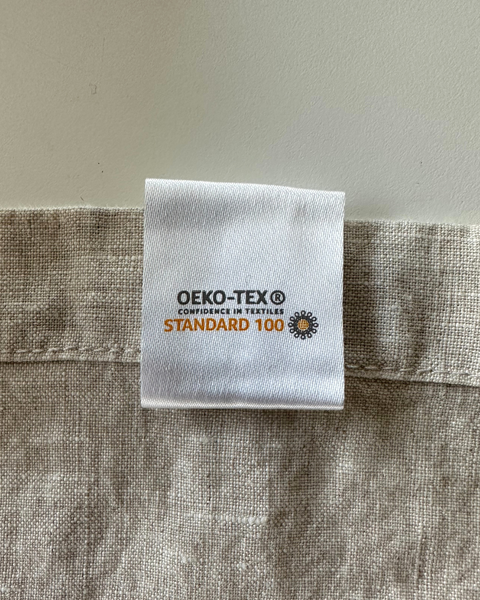 OEKO-TEX®
CONFIDENCE IN TEXTILES
STANDARD 100